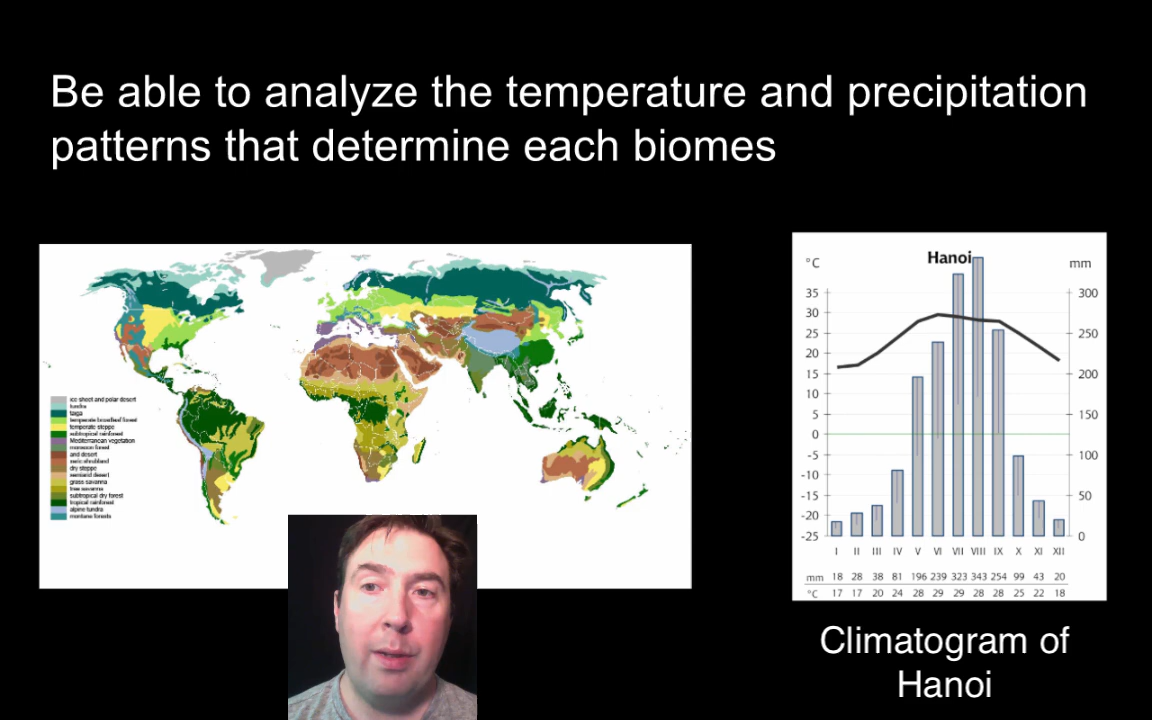 Be able to analyze the temperature and precipitation
patterns that determine each biomes
ice sheet and polar desert
tundra
taiga
temperate broadleaf forest
temperate steppe
subtropical rainforest
Mediterranean vegetation
monsoon forest
arid desert
xeric shrubland
dry steppe
semiarid desert
grass savanna
tree savanna
subtropical dry forest
tropical rainforest
alpine tundra
montane forests
Hanoi
°C mm
35 300
30
25 250
20
15 200
10
5 150
0
-5
-10 100
-15
-20 50
-25 0
I II III IV V VI VII VIII IX X XI XII
mm 18 28 38 81 196 239 323 343 254 99 43 20
°C 17 17 20 24 28 29 29 28 28 25 22 18
Climatogram of
Hanoi